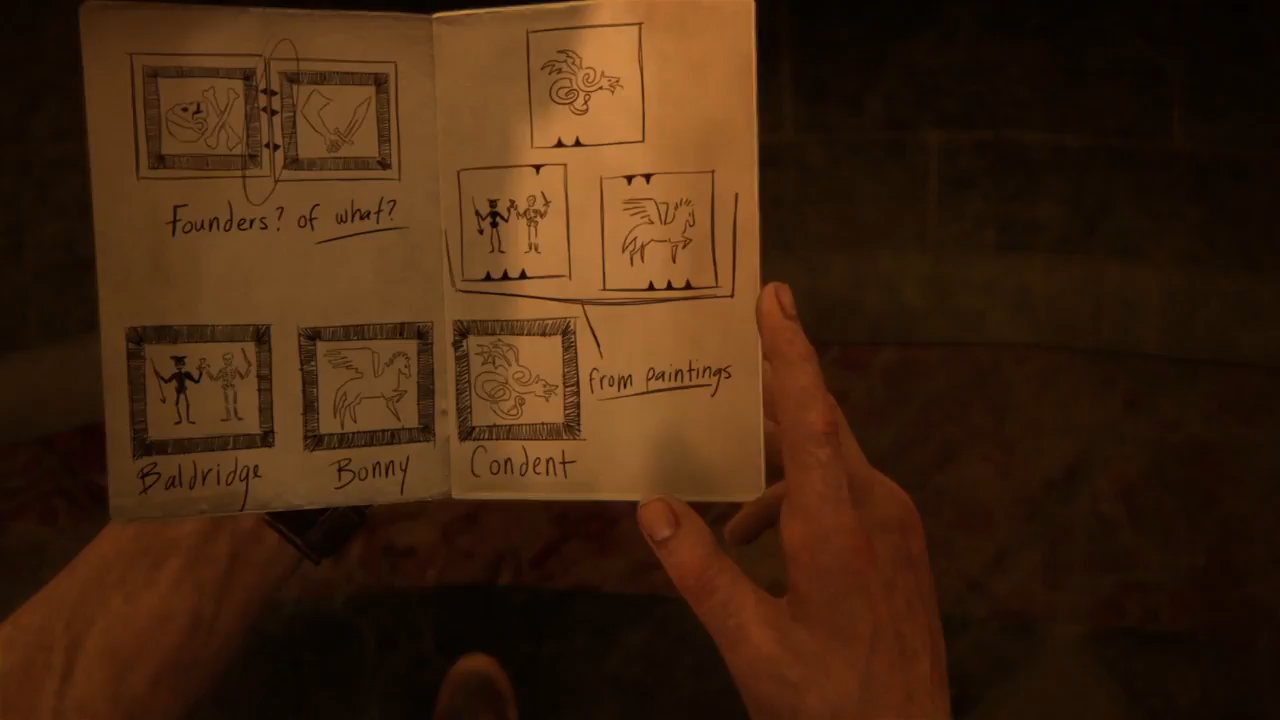 Founders? of what?
from paintings
Baldridge
Bonny
Condent